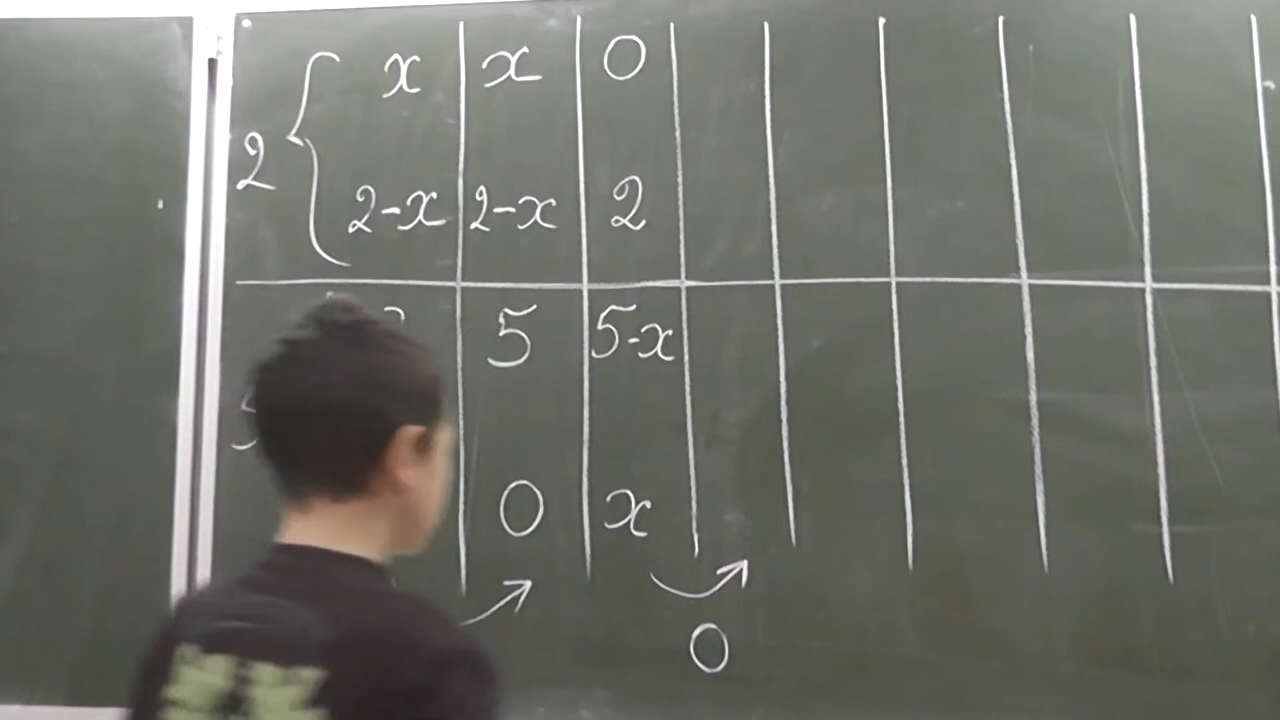 x x 0
2
2-x 2-x 2
5 5-x
0 x
0